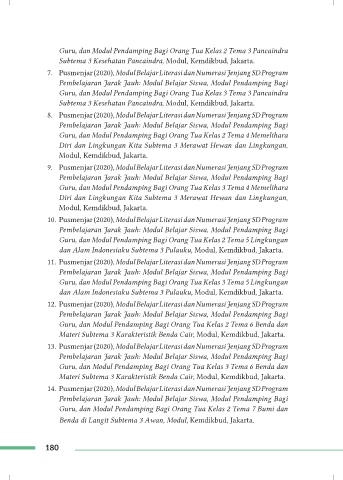 Guru, dan Modul Pendamping Bagi Orang Tua Kelas 2 Tema 3 Pancaindra
Subtema 3 Kesehatan Pancaindra, Modul, Kemdikbud, Jakarta.
7. Pusmenjar (2020), Modul Belajar Literasi dan Numerasi Jenjang SD Program
Pembelajaran Jarak Jauh: Modul Belajar Siswa, Modul Pendamping Bagi
Guru, dan Modul Pendamping Bagi Orang Tua Kelas 3 Tema 3 Pancaindra
Subtema 3 Kesehatan Pancaindra, Modul, Kemdikbud, Jakarta.
8. Pusmenjar (2020), Modul Belajar Literasi dan Numerasi Jenjang SD Program
Pembelajaran Jarak Jauh: Modul Belajar Siswa, Modul Pendamping Bagi
Guru, dan Modul Pendamping Bagi Orang Tua Kelas 2 Tema 4 Memelihara
Diri dan Lingkungan Kita Subtema 3 Merawat Hewan dan Lingkungan,
Modul, Kemdikbud, Jakarta.
9. Pusmenjar (2020), Modul Belajar Literasi dan Numerasi Jenjang SD Program
Pembelajaran Jarak Jauh: Modul Belajar Siswa, Modul Pendamping Bagi
Guru, dan Modul Pendamping Bagi Orang Tua Kelas 3 Tema 4 Memelihara
Diri dan Lingkungan Kita Subtema 3 Merawat Hewan dan Lingkungan,
Modul, Kemdikbud, Jakarta.
10. Pusmenjar (2020), Modul Belajar Literasi dan Numerasi Jenjang SD Program
Pembelajaran Jarak Jauh: Modul Belajar Siswa, Modul Pendamping Bagi
Guru, dan Modul Pendamping Bagi Orang Tua Kelas 2 Tema 5 Lingkungan
dan Alam Indonesiaku Subtema 3 Pulauku, Modul, Kemdikbud, Jakarta.
11. Pusmenjar (2020), Modul Belajar Literasi dan Numerasi Jenjang SD Program
Pembelajaran Jarak Jauh: Modul Belajar Siswa, Modul Pendamping Bagi
Guru, dan Modul Pendamping Bagi Orang Tua Kelas 3 Tema 5 Lingkungan
dan Alam Indonesiaku Subtema 3 Pulauku, Modul, Kemdikbud, Jakarta.
12. Pusmenjar (2020), Modul Belajar Literasi dan Numerasi Jenjang SD Program
Pembelajaran Jarak Jauh: Modul Belajar Siswa, Modul Pendamping Bagi
Guru, dan Modul Pendamping Bagi Orang Tua Kelas 2 Tema 6 Benda dan
Materi Subtema 3 Karakteristik Benda Cair, Modul, Kemdikbud, Jakarta.
13. Pusmenjar (2020), Modul Belajar Literasi dan Numerasi Jenjang SD Program
Pembelajaran Jarak Jauh: Modul Belajar Siswa, Modul Pendamping Bagi
Guru, dan Modul Pendamping Bagi Orang Tua Kelas 3 Tema 6 Benda dan
Materi Subtema 3 Karakteristik Benda Cair, Modul, Kemdikbud, Jakarta.
14. Pusmenjar (2020), Modul Belajar Literasi dan Numerasi Jenjang SD Program
Pembelajaran Jarak Jauh: Modul Belajar Siswa, Modul Pendamping Bagi
Guru, dan Modul Pendamping Bagi Orang Tua Kelas 2 Tema 7 Bumi dan
Benda di Langit Subtema 3 Awan, Modul, Kemdikbud, Jakarta.
180